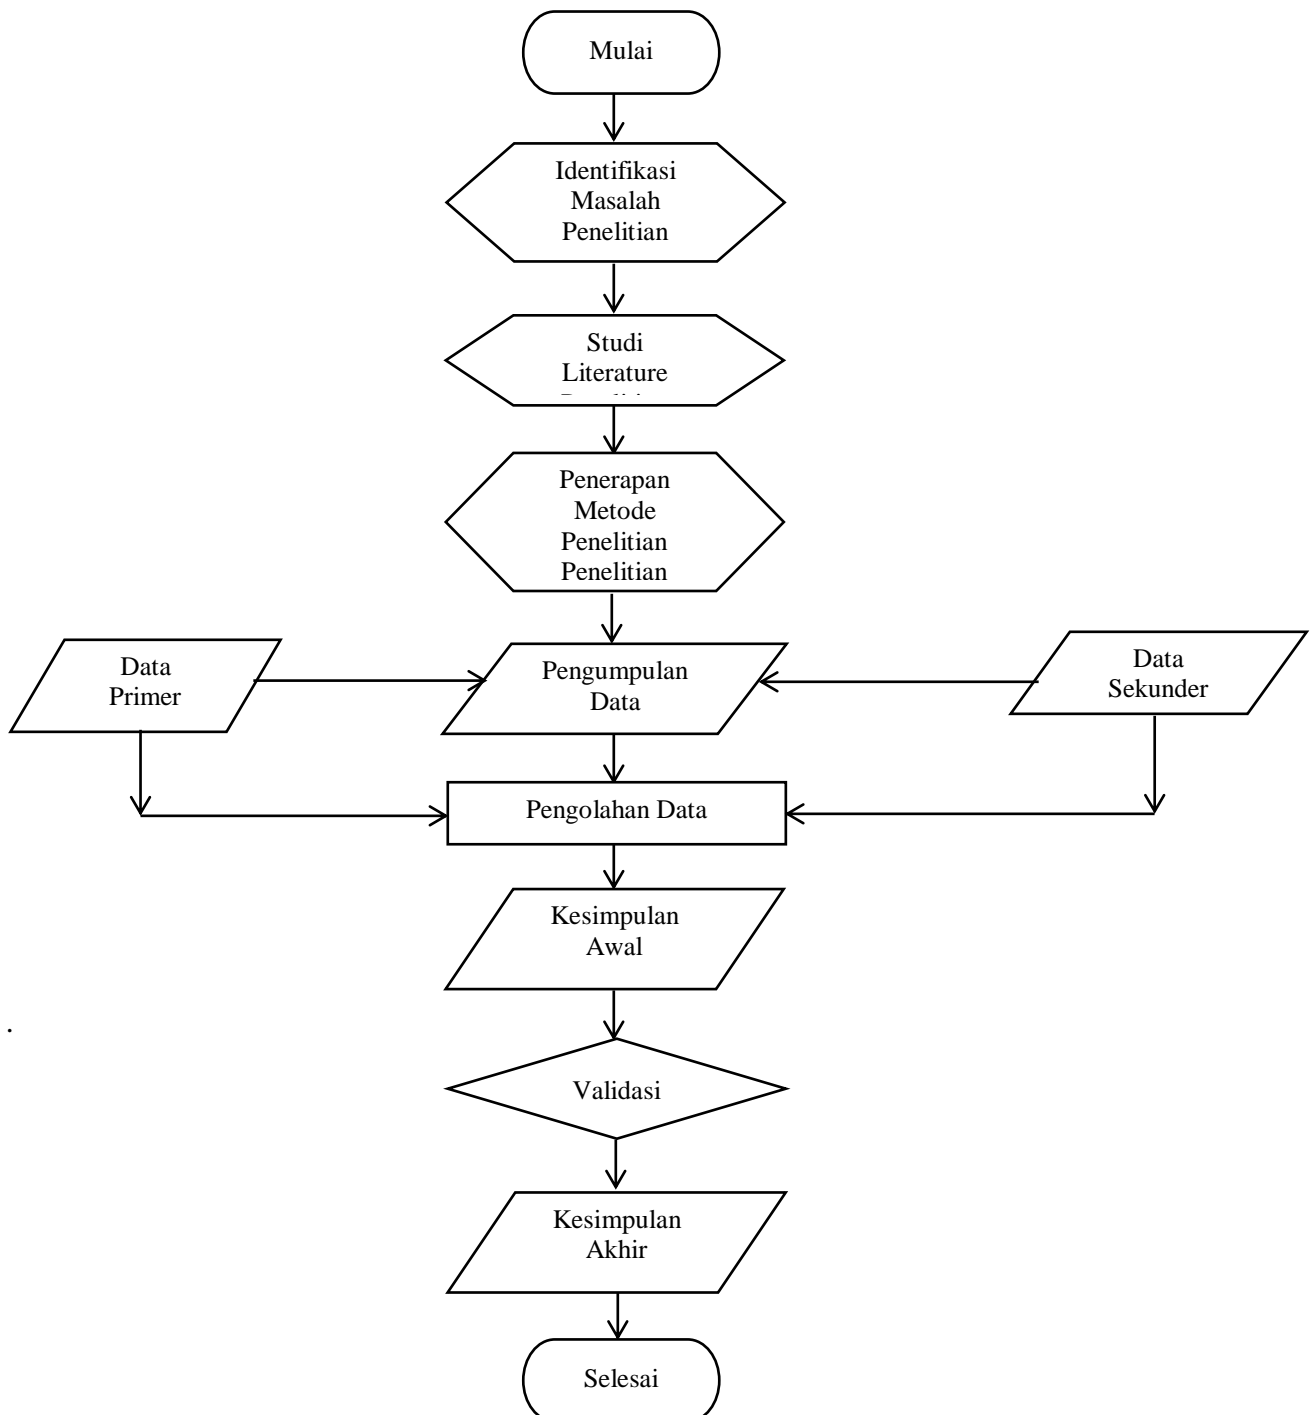 Mulai
Identifikasi
Masalah
Penelitian
Studi
Literature
Penerapan
Metode
Penelitian
Penelitian
Data
Primer
Pengumpulan
Data
Data
Sekunder
Pengolahan Data
Kesimpulan
Awal
.
Validasi
Kesimpulan
Akhir
Selesai